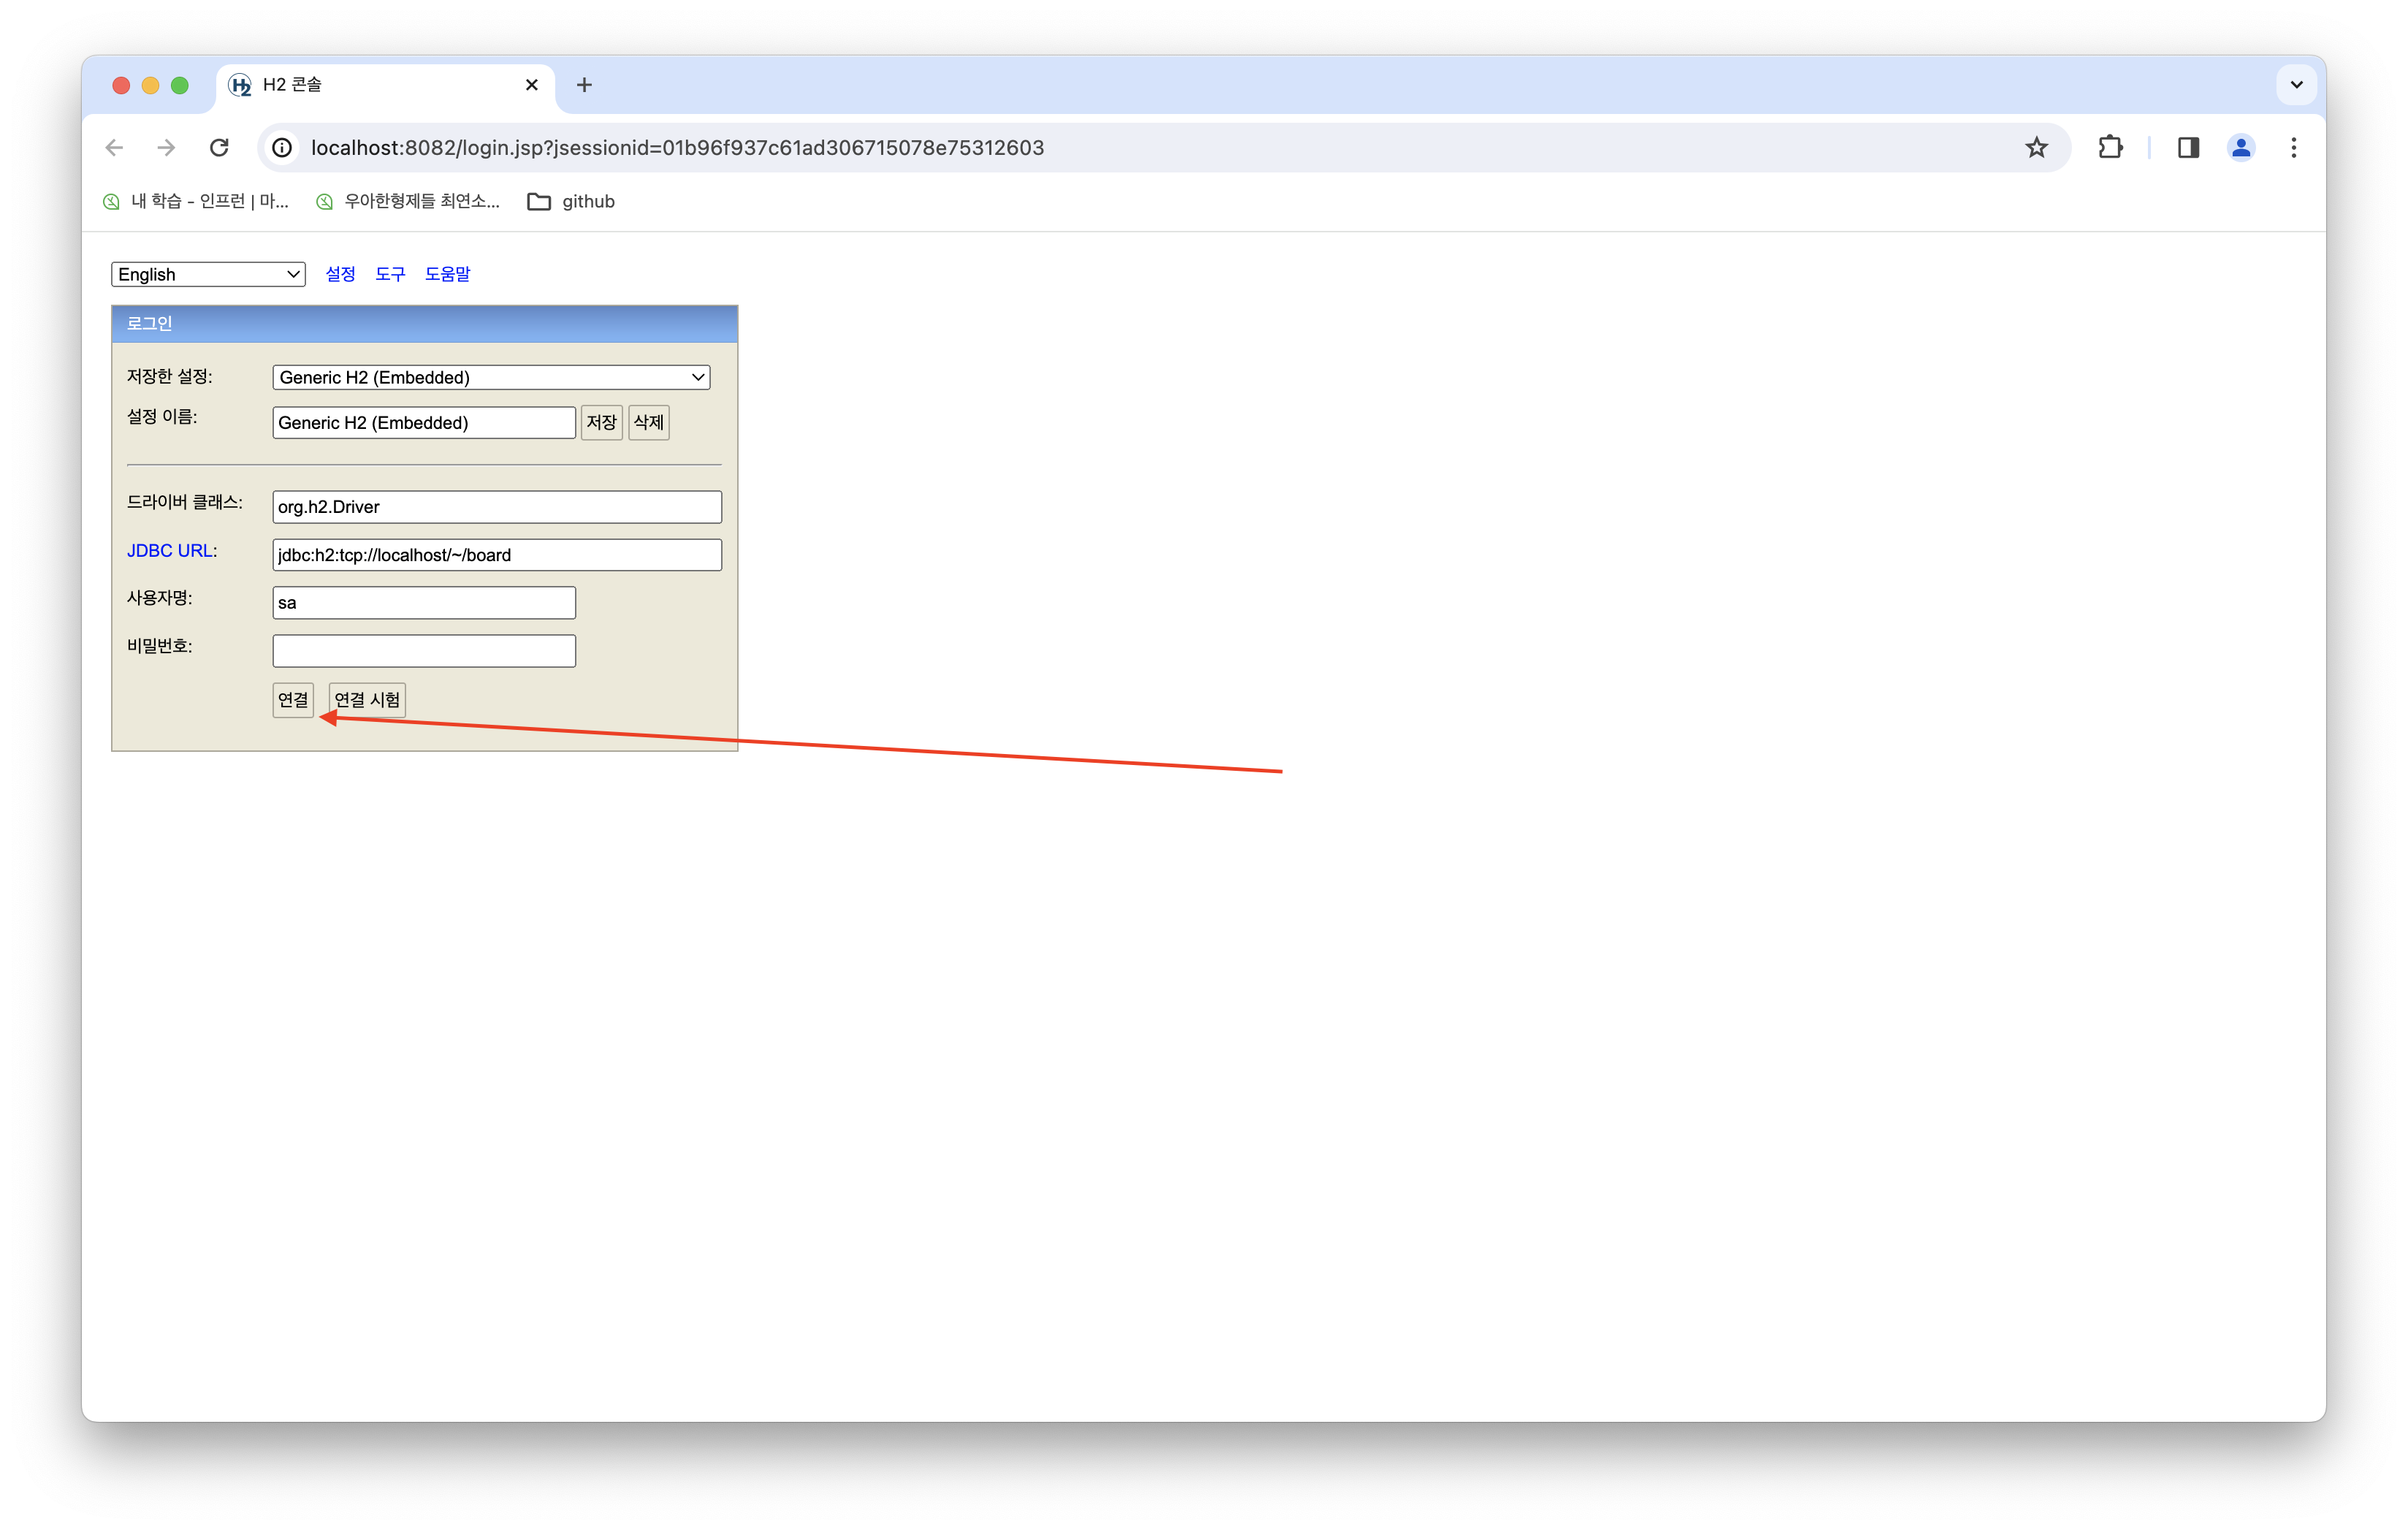 H2 콘솔
localhost:8082/login.jsp?jsessionid=01b96f937c61ad306715078e75312603
내 학습 - 인프런 | 마... 우아한형제들 최연소... github
English 설정 도구 도움말
로그인
저장한 설정: Generic H2 (Embedded)
설정 이름: Generic H2 (Embedded) 저장 삭제
드라이버 클래스: org.h2.Driver
JDBC URL: jdbc:h2:tcp://localhost/~/board
사용자명: sa
비밀번호:
연결 연결 시험